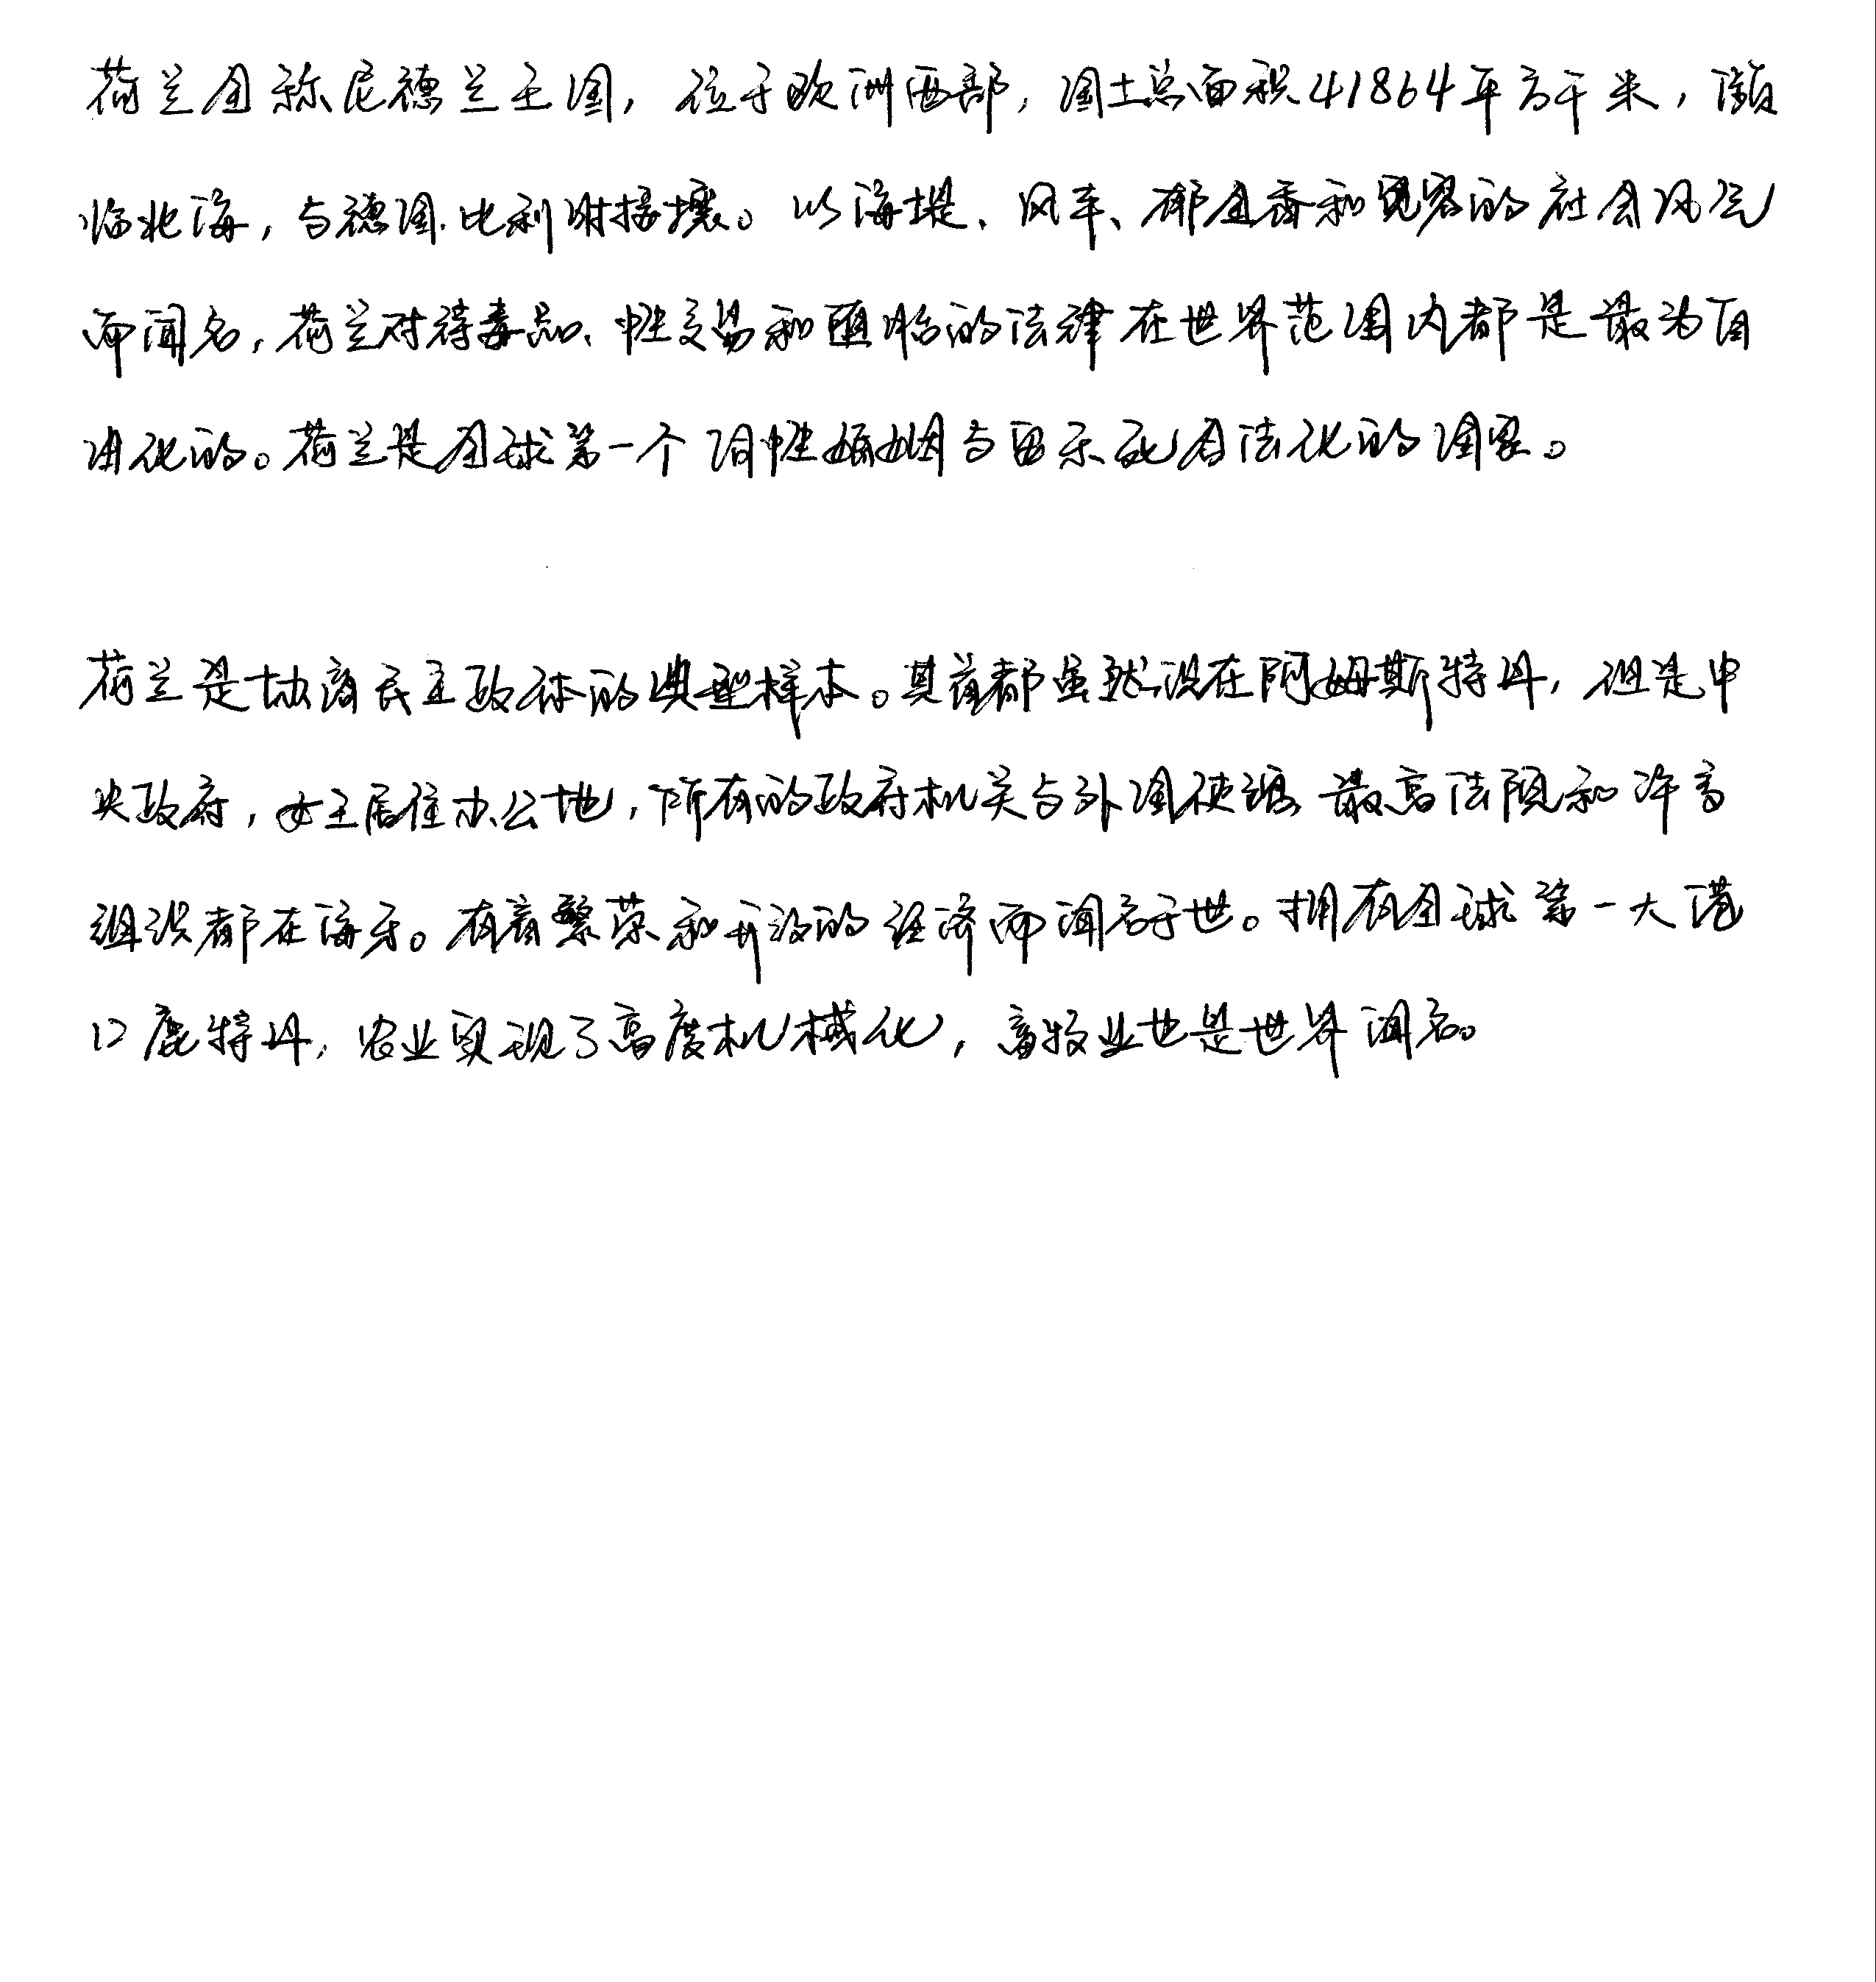 荷兰全称尼德兰王国，位于欧洲西部，国土总面积41864平方千米，濒
临北海，与德国、比利时接壤。以海堤、风车、郁金香和宽容的社会风气
而闻名，荷兰对待毒品、性交易和堕胎的法律在世界范围内都是最为自
由化的。荷兰是全球第一个同性婚姻与安乐死合法化的国家。
荷兰是协商民主政体的典型样本。其首都虽然设在阿姆斯特丹，但是中
央政府，女王居住办公地，所有的政府机关与外国使馆、最高法院和许多
组织都在海牙。有着繁荣和开放的经济而闻名于世。拥有全球第一大港
口鹿特丹，农业实现了高度机械化，畜牧业也是世界闻名。